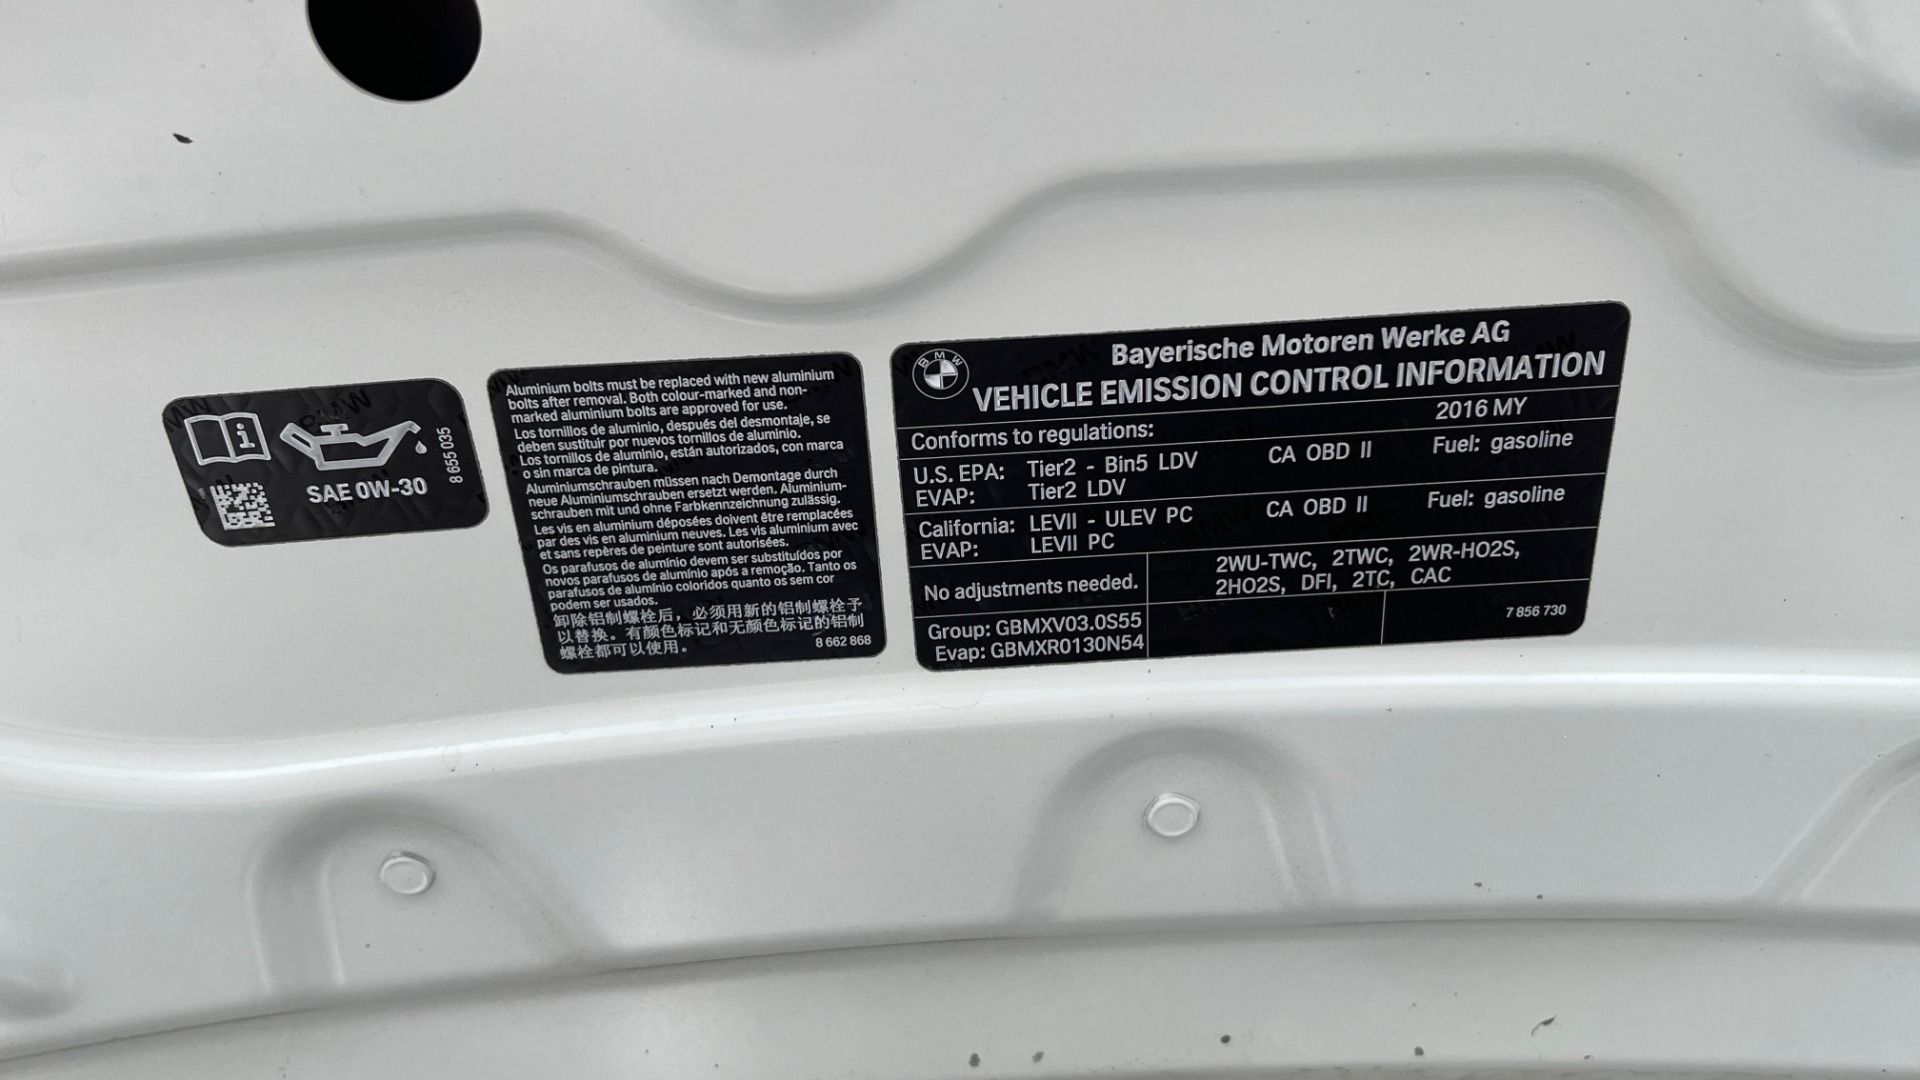 SAE 0W-30
8 655 035
Aluminium bolts must be replaced with new aluminium
bolts after removal. Both colour-marked and non-
marked aluminium bolts are approved for use.
Los tornillos de aluminio, después del desmontaje, se
deben sustituir por nuevos tornillos de aluminio.
Los tornillos de aluminio, están autorizados, con marca
o sin marca de pintura.
Aluminiumschrauben müssen nach Demontage durch
neue Aluminiumschrauben ersetzt werden. Aluminium-
schrauben mit und ohne Farbkennzeichnung zulässig.
Les vis en aluminium déposées doivent être remplacées
par des vis en aluminium neuves. Les vis aluminium avec
et sans repères de peinture sont autorisées.
Os parafusos de alumínio devem ser substituídos por
novos parafusos de alumínio após a remoção. Tanto os
parafusos de alumínio coloridos quanto os sem cor
podem ser usados.
卸除铝制螺栓后，必须用新的铝制螺栓予
以替换。有颜色标记和无颜色标记的铝制
螺栓都可以使用。
8 662 868
BMW
Bayerische Motoren Werke AG
VEHICLE EMISSION CONTROL INFORMATION
Conforms to regulations: 2016 MY
U.S. EPA: Tier2 - Bin5 LDV CA OBD II Fuel: gasoline
EVAP: Tier2 LDV
California: LEVII - ULEV PC CA OBD II Fuel: gasoline
EVAP: LEVII PC
No adjustments needed.
2WU-TWC, 2TWC, 2WR-HO2S,
2HO2S, DFI, 2TC, CAC
Group: GBMXV03.0S55
Evap: GBMXR0130N54
7 856 730